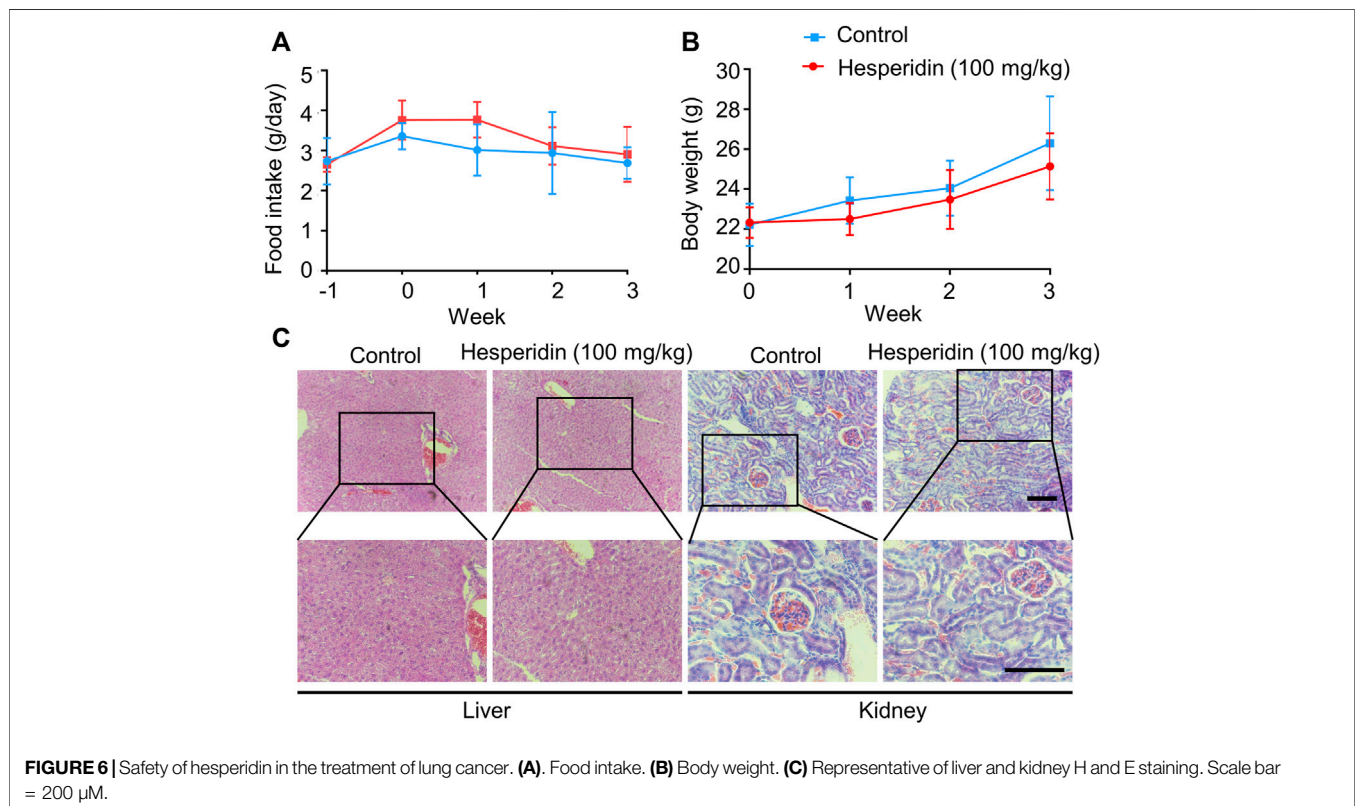 A
Food intake (g/day)
5
4
3
2
1
0
-1
0
1
2
3
Week
B
Control
Hesperidin (100 mg/kg)
Body weight (g)
30
28
26
24
22
20
0
1
2
3
Week
C
Control
Hesperidin (100 mg/kg)
Control
Hesperidin (100 mg/kg)
Liver
Kidney
FIGURE 6 | Safety of hesperidin in the treatment of lung cancer. (A). Food intake. (B) Body weight. (C) Representative of liver and kidney H and E staining. Scale bar
= 200 µM.